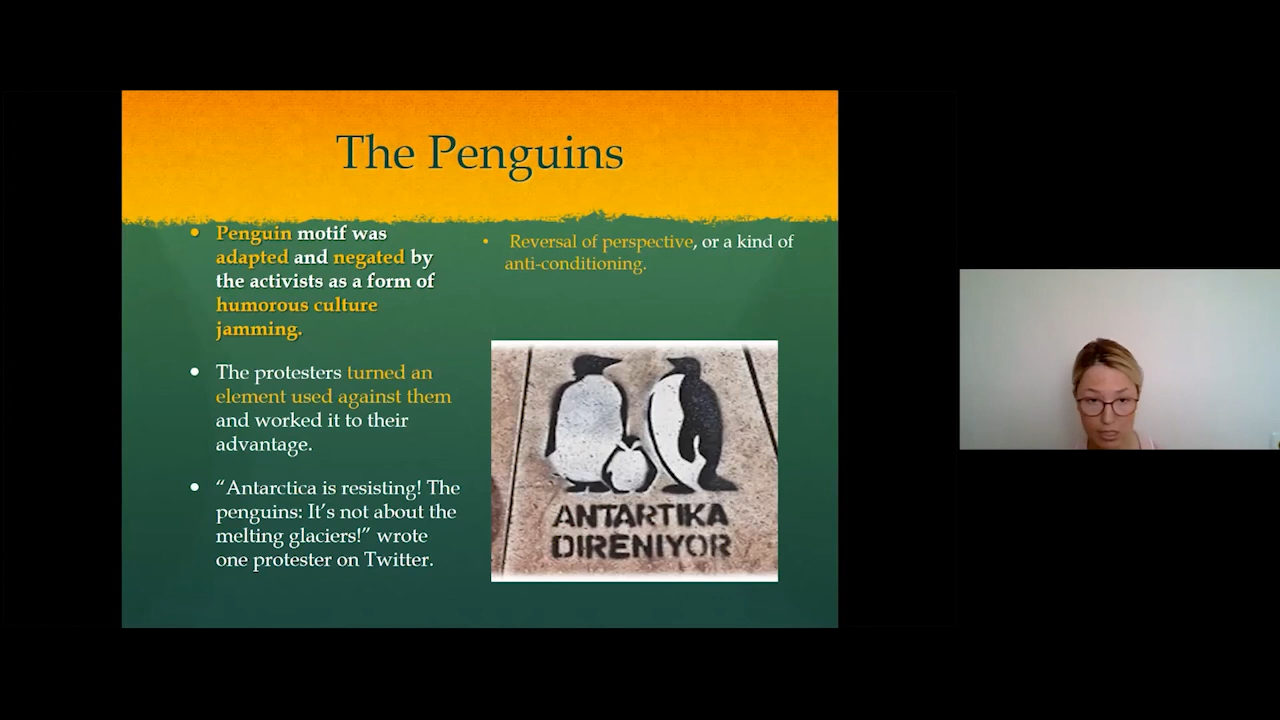 The Penguins
• Penguin motif was
adapted and negated by
the activists as a form of
humorous culture
jamming.
• The protesters turned an
element used against them
and worked it to their
advantage.
• “Antarctica is resisting! The
penguins: It’s not about the
melting glaciers!” wrote
one protester on Twitter.
• Reversal of perspective, or a kind of
anti-conditioning.
ANTARTIKA
DIRENIYOR